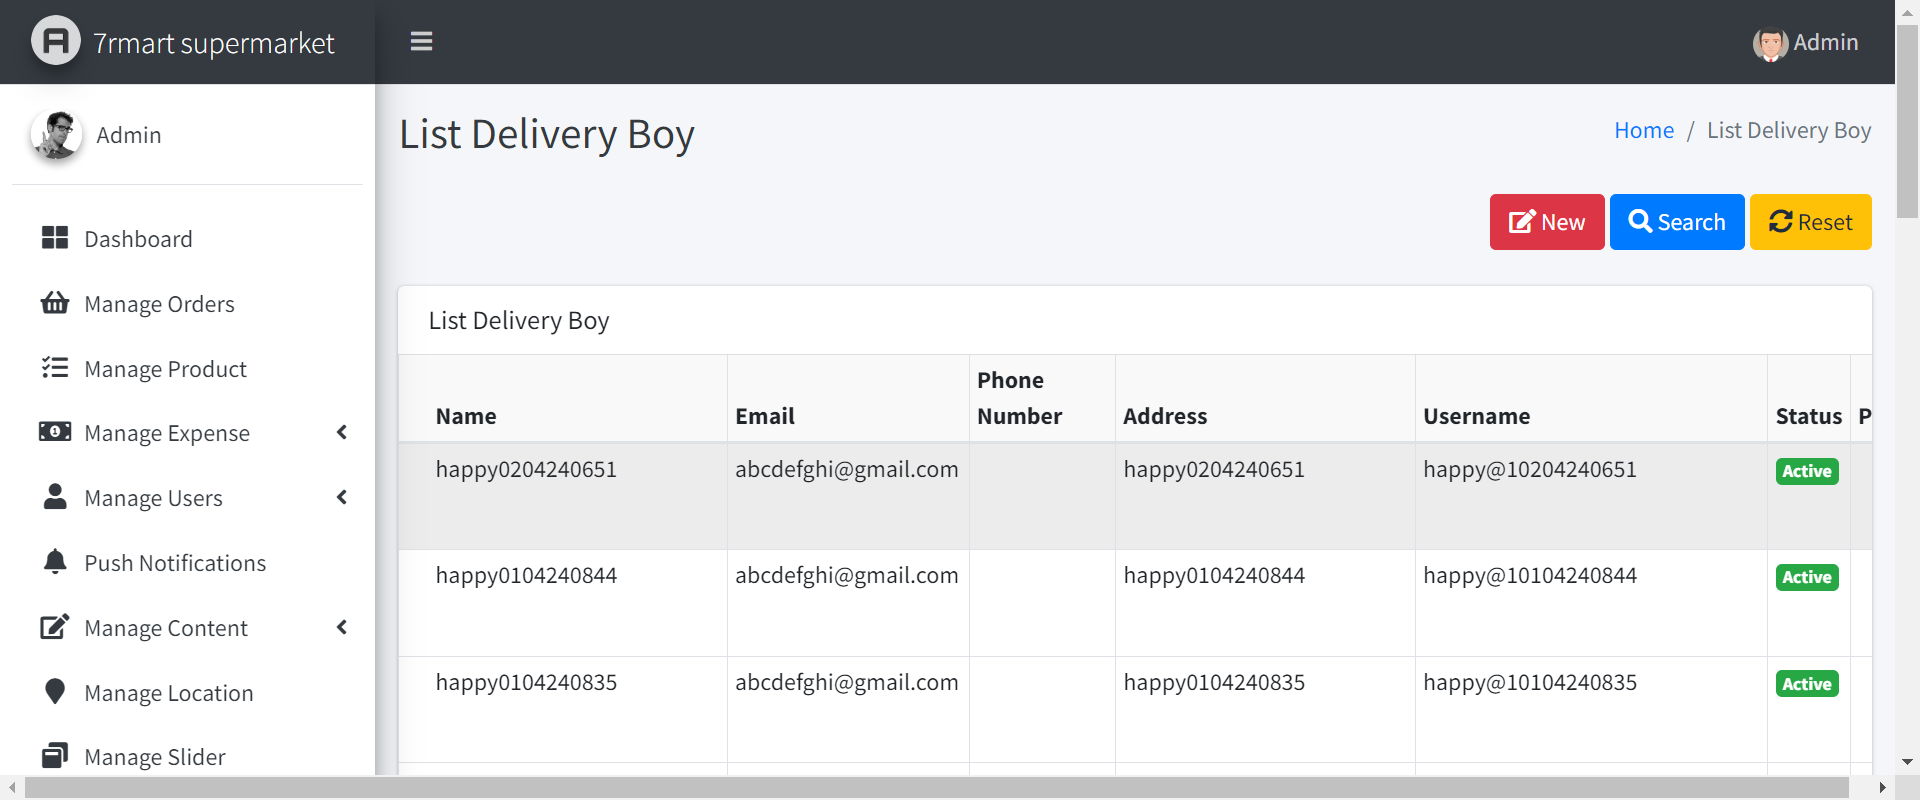 7rmart supermarket
Admin
Admin
List Delivery Boy
Home / List Delivery Boy
New
Search
Reset
Dashboard
Manage Orders
Manage Product
Manage Expense
Manage Users
Push Notifications
Manage Content
Manage Location
Manage Slider
List Delivery Boy
Name Email Phone Number Address Username Status P
happy0204240651 abcdefghi@gmail.com happy0204240651 happy@10204240651 Active
happy0104240844 abcdefghi@gmail.com happy0104240844 happy@10104240844 Active
happy0104240835 abcdefghi@gmail.com happy0104240835 happy@10104240835 Active